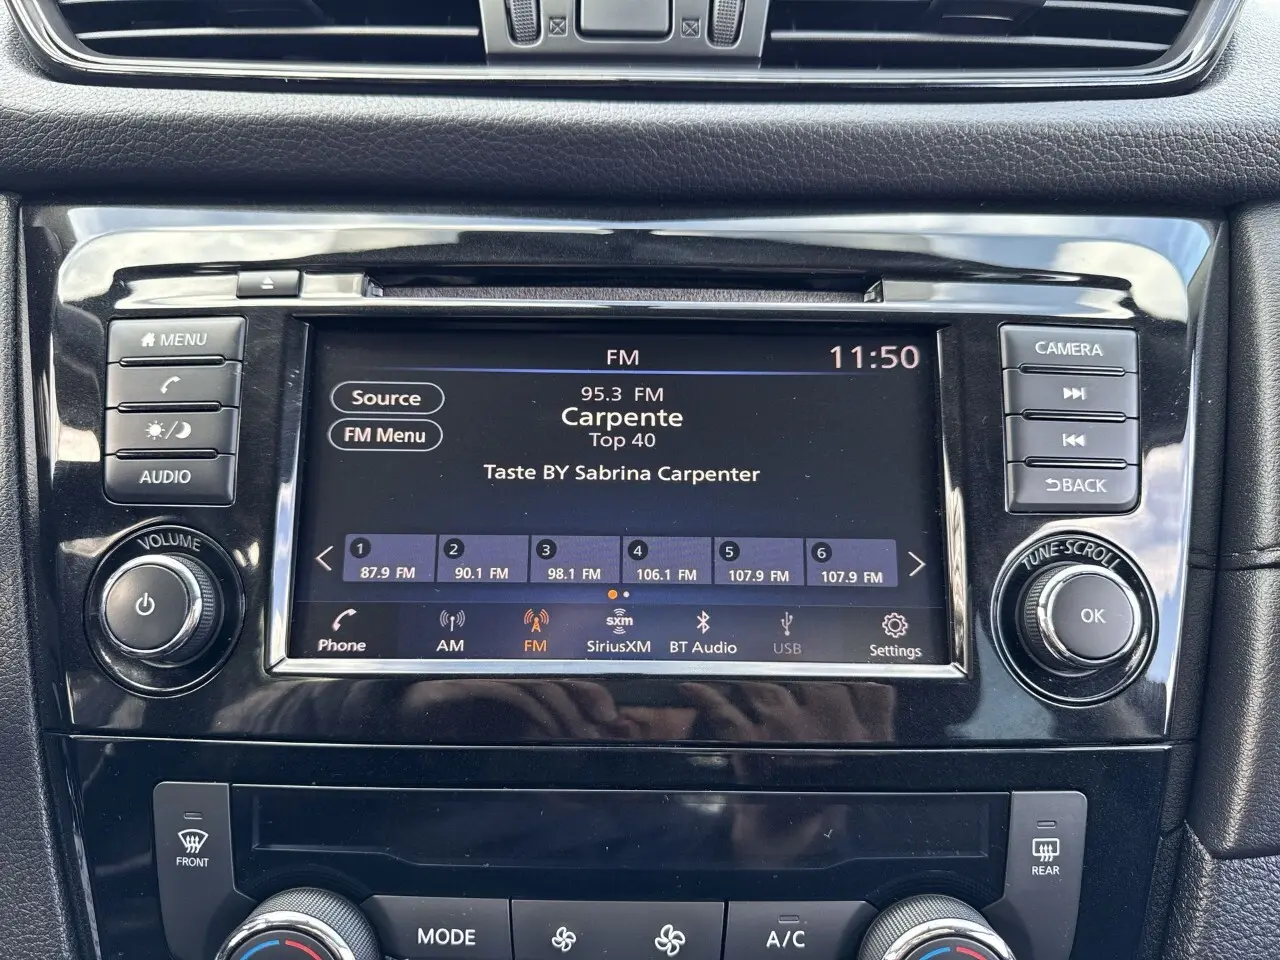 MENU
AUDIO
VOLUME
FM
11:50
Source
FM Menu
95.3 FM
Carpente
Top 40
Taste BY Sabrina Carpenter
1
87.9 FM
2
90.1 FM
3
98.1 FM
4
106.1 FM
5
107.9 FM
6
107.9 FM
Phone
AM
FM
sxm
SiriusXM
BT Audio
USB
Settings
CAMERA
BACK
TUNE-SCROLL
OK
FRONT
MODE
A/C
REAR